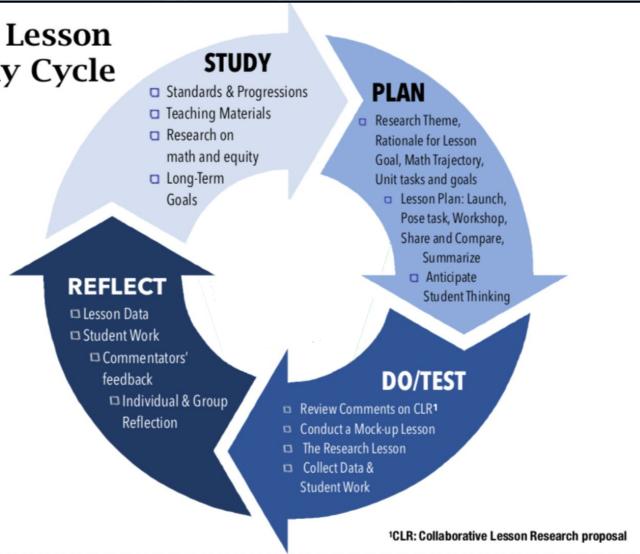 Lesson
y Cycle
STUDY
Standards & Progressions
Teaching Materials
Research on
math and equity
Long-Term
Goals
PLAN
Research Theme,
Rationale for Lesson
Goal, Math Trajectory,
Unit tasks and goals
Lesson Plan: Launch,
Pose task, Workshop,
Share and Compare,
Summarize
Anticipate
Student Thinking
DO/TEST
Review Comments on CLR¹
Conduct a Mock-up Lesson
The Research Lesson
Collect Data &
Student Work
REFLECT
Lesson Data
Student Work
Commentators'
feedback
Individual & Group
Reflection
¹CLR: Collaborative Lesson Research proposal